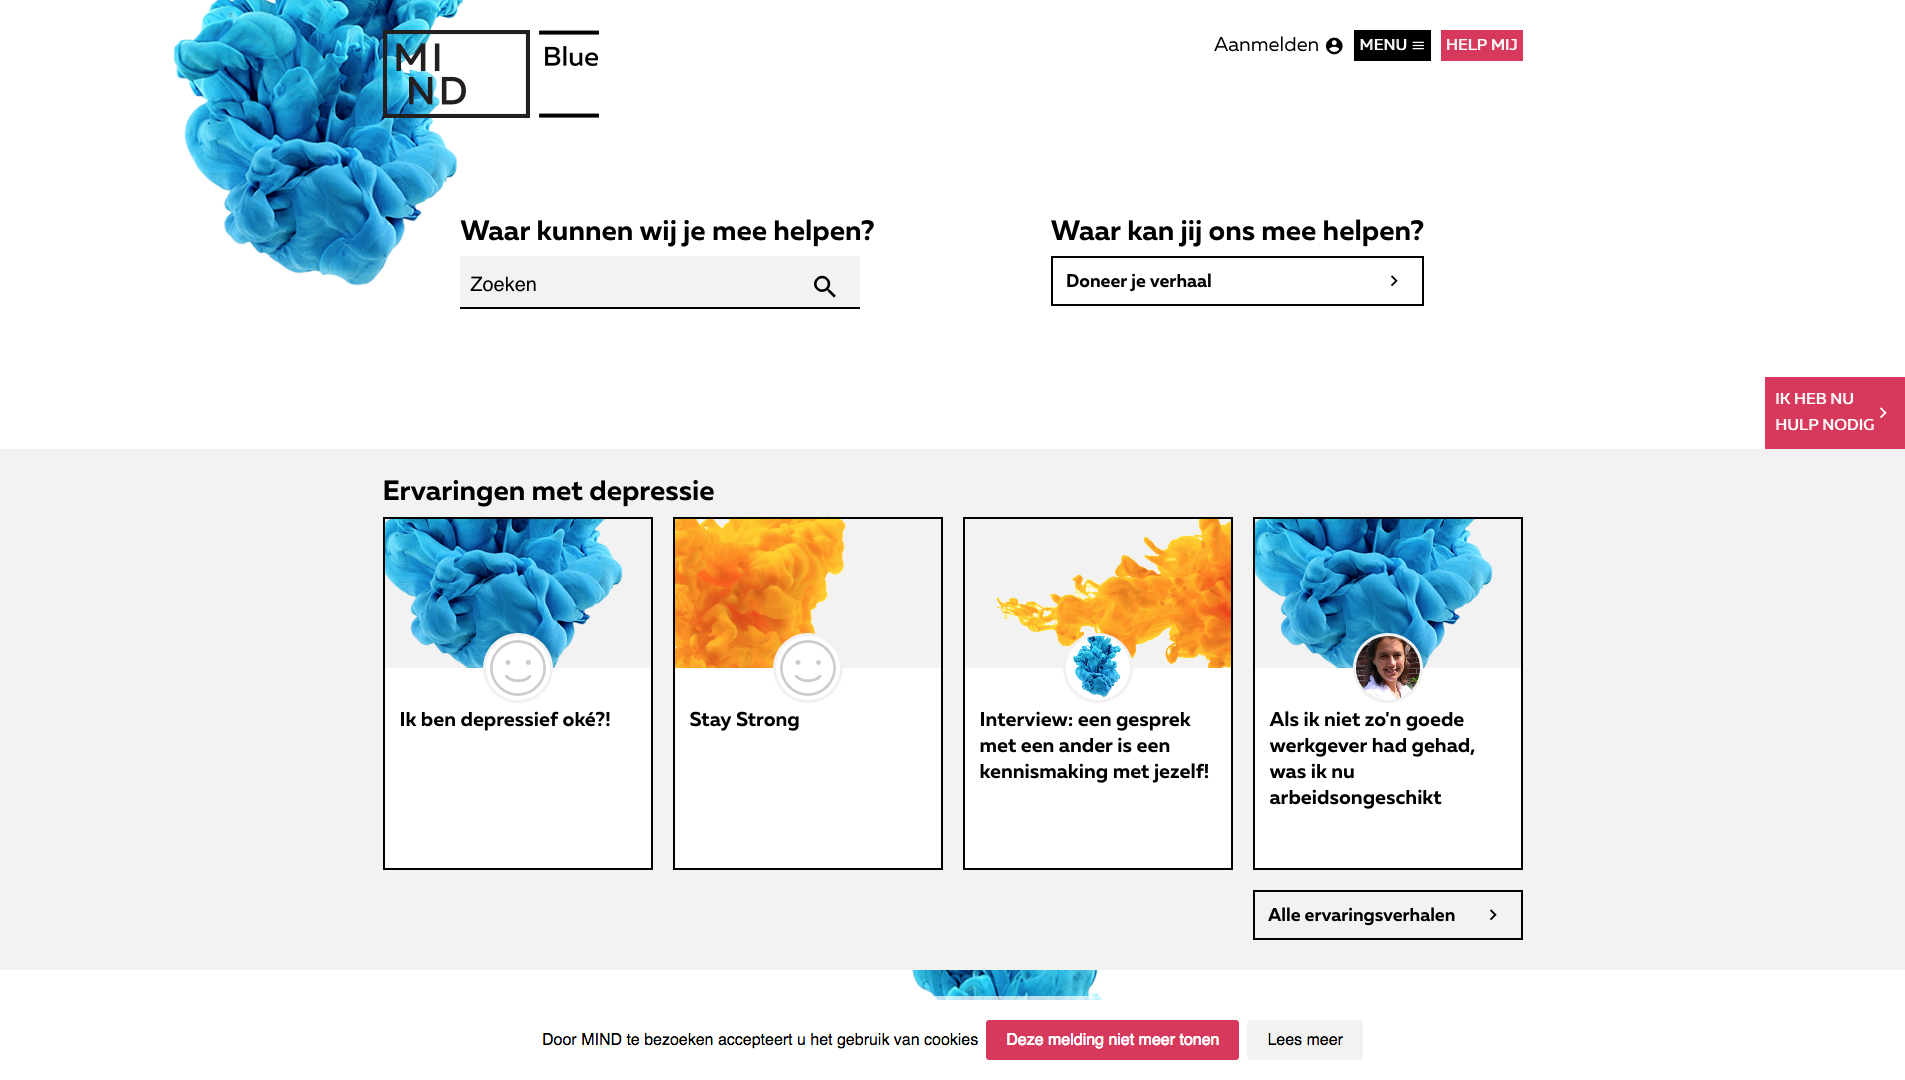 MI
ND
Blue
Aanmelden
MENU
HELP MIJ
Waar kunnen wij je mee helpen?
Zoeken
Waar kan jij ons mee helpen?
Doneer je verhaal
IK HEB NU
HULP NODIG
Ervaringen met depressie
Ik ben depressief oké?!
Stay Strong
Interview: een gesprek
met een ander is een
kennismaking met jezelf!
Als ik niet zo'n goede
werkgever had gehad,
was ik nu
arbeidsongeschikt
Alle ervaringsverhalen
Door MIND te bezoeken accepteert u het gebruik van cookies
Deze melding niet meer tonen
Lees meer